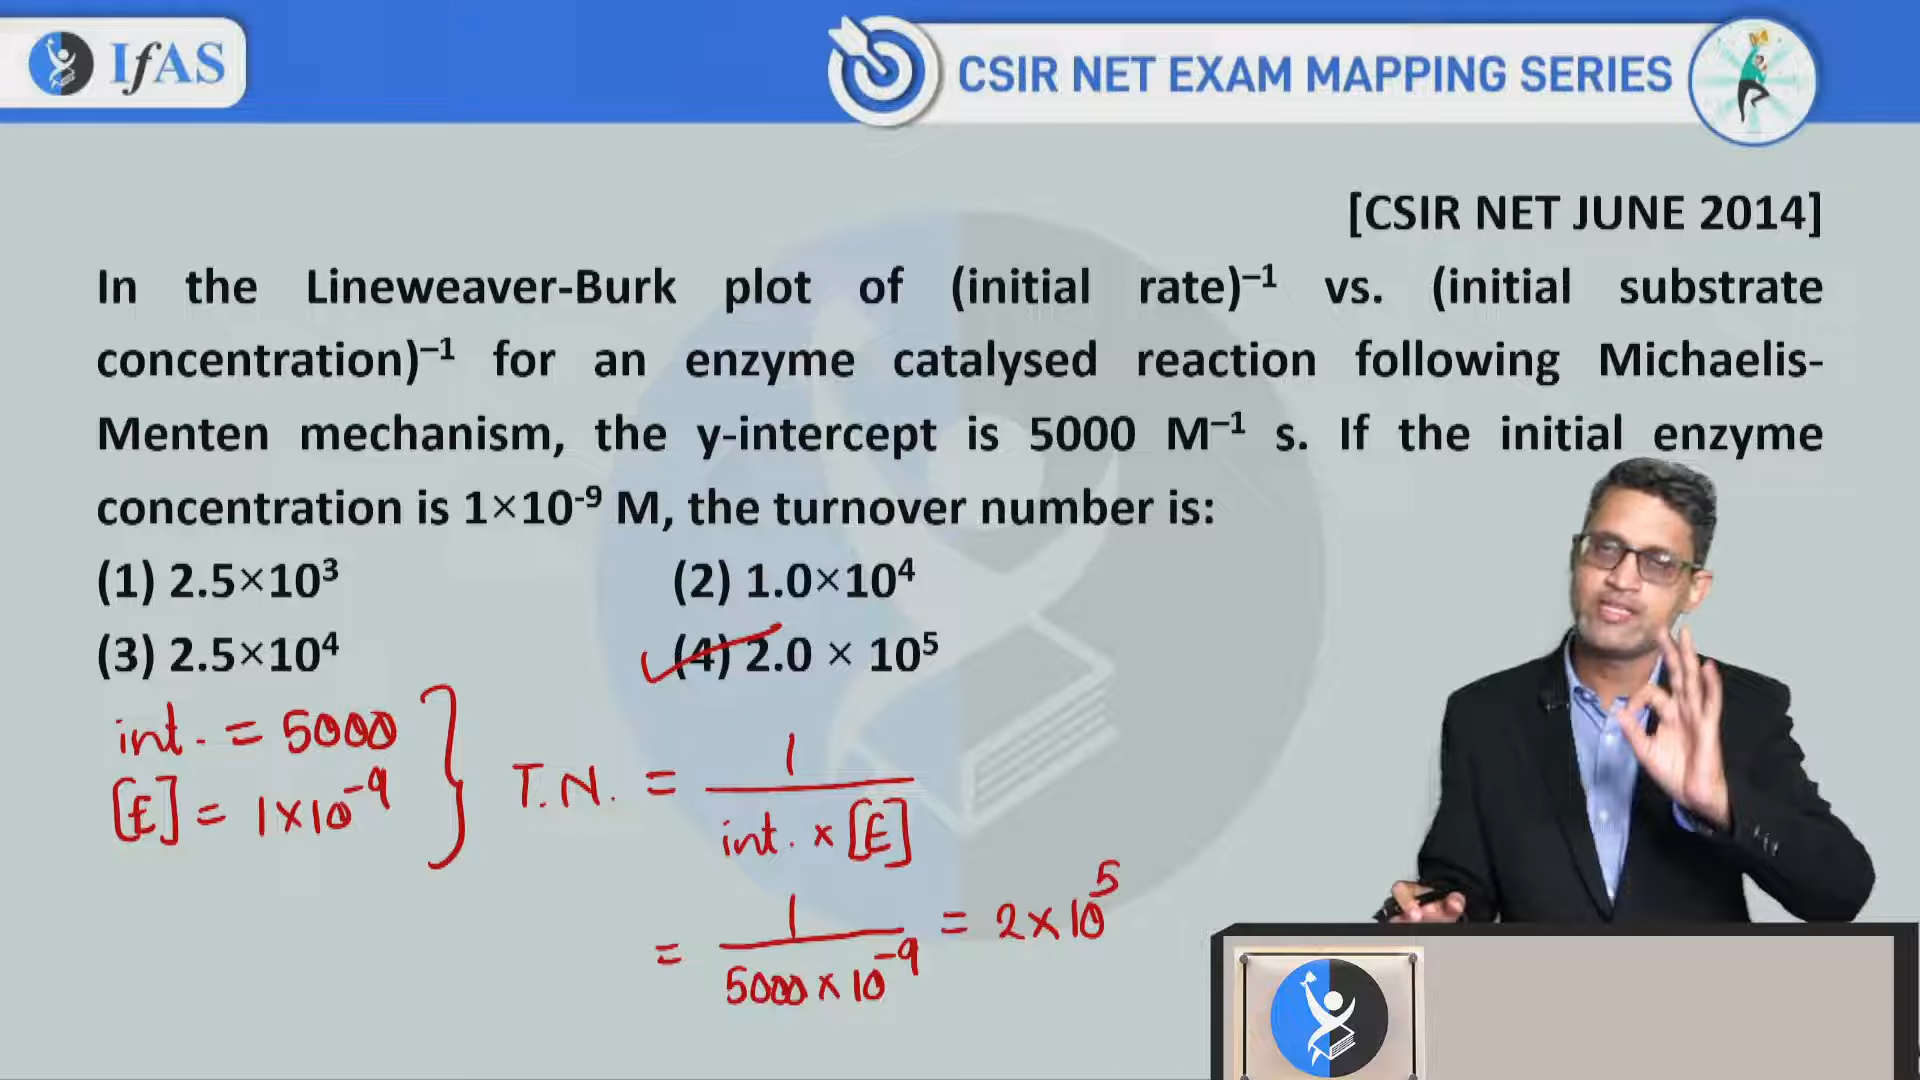 IfAS
CSIR NET EXAM MAPPING SERIES
[CSIR NET JUNE 2014]
In the Lineweaver-Burk plot of (initial rate)⁻¹ vs. (initial substrate
concentration)⁻¹ for an enzyme catalysed reaction following Michaelis-
Menten mechanism, the y-intercept is 5000 M⁻¹ s. If the initial enzyme
concentration is 1×10⁻⁹ M, the turnover number is:
(1) 2.5×10³ (2) 1.0×10⁴
(3) 2.5×10⁴ (4) 2.0 × 10⁵
int. = 5000
[E] = 1×10⁻⁹
T.N. = 1 / int. × [E]
= 1 / 5000 × 10⁻⁹ = 2×10⁵